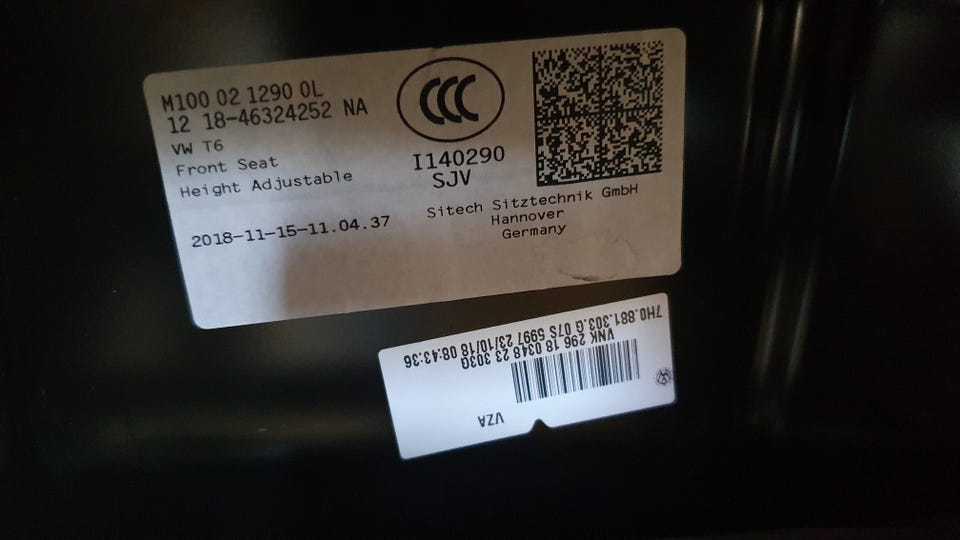 M100 02 1290 0L
12 18-46324252 NA
VW T6
Front Seat
Height Adjustable
2018-11-15-11.04.37
CCC
I140290
SJV
Sitech Sitztechnik GmbH
Hannover
Germany
7H0.881.303.G 07S 5997 23/10/18 08:43:36
VNK 296 18 0348 23 303G
VZA